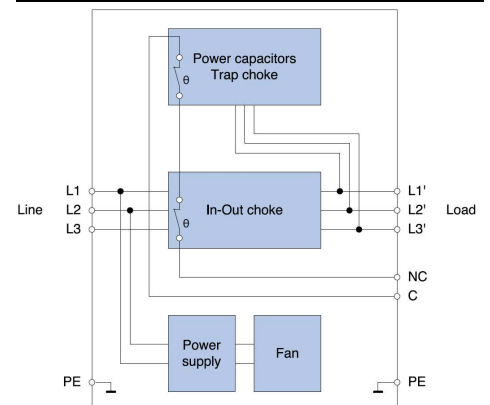 Power capacitors
Trap choke
θ
L1
L1'
Line
L2
In-Out choke
L2'
Load
L3
θ
L3'
NC
C
Power
supply
Fan
PE
PE